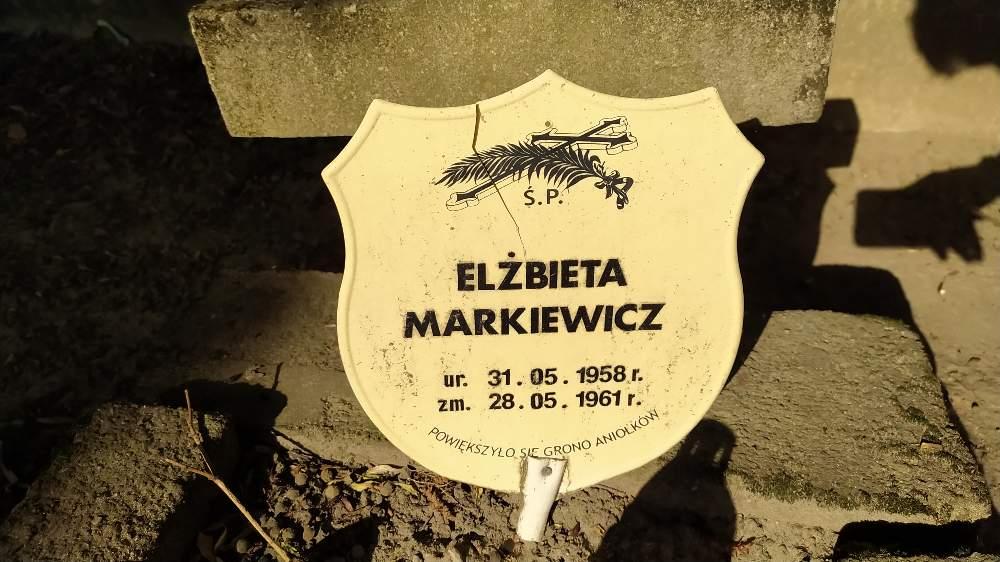 Ś.P.
ELŻBIETA
MARKIEWICZ
ur. 31.05.1958 r.
zm. 28.05.1961 r.
POWIĘKSZYŁO SIĘ GRONO ANIOŁKÓW